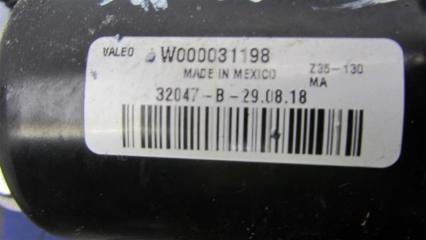 VALEO W000031198
MADE IN MEXICO Z35-130
MA
32047-B-29.08.18